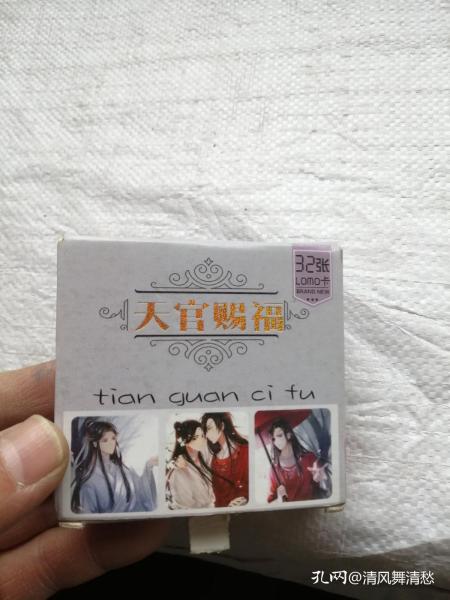 32张
LOMO卡
BRAND NEW
天官赐福
tian guan ci fu
孔网@清风舞清愁